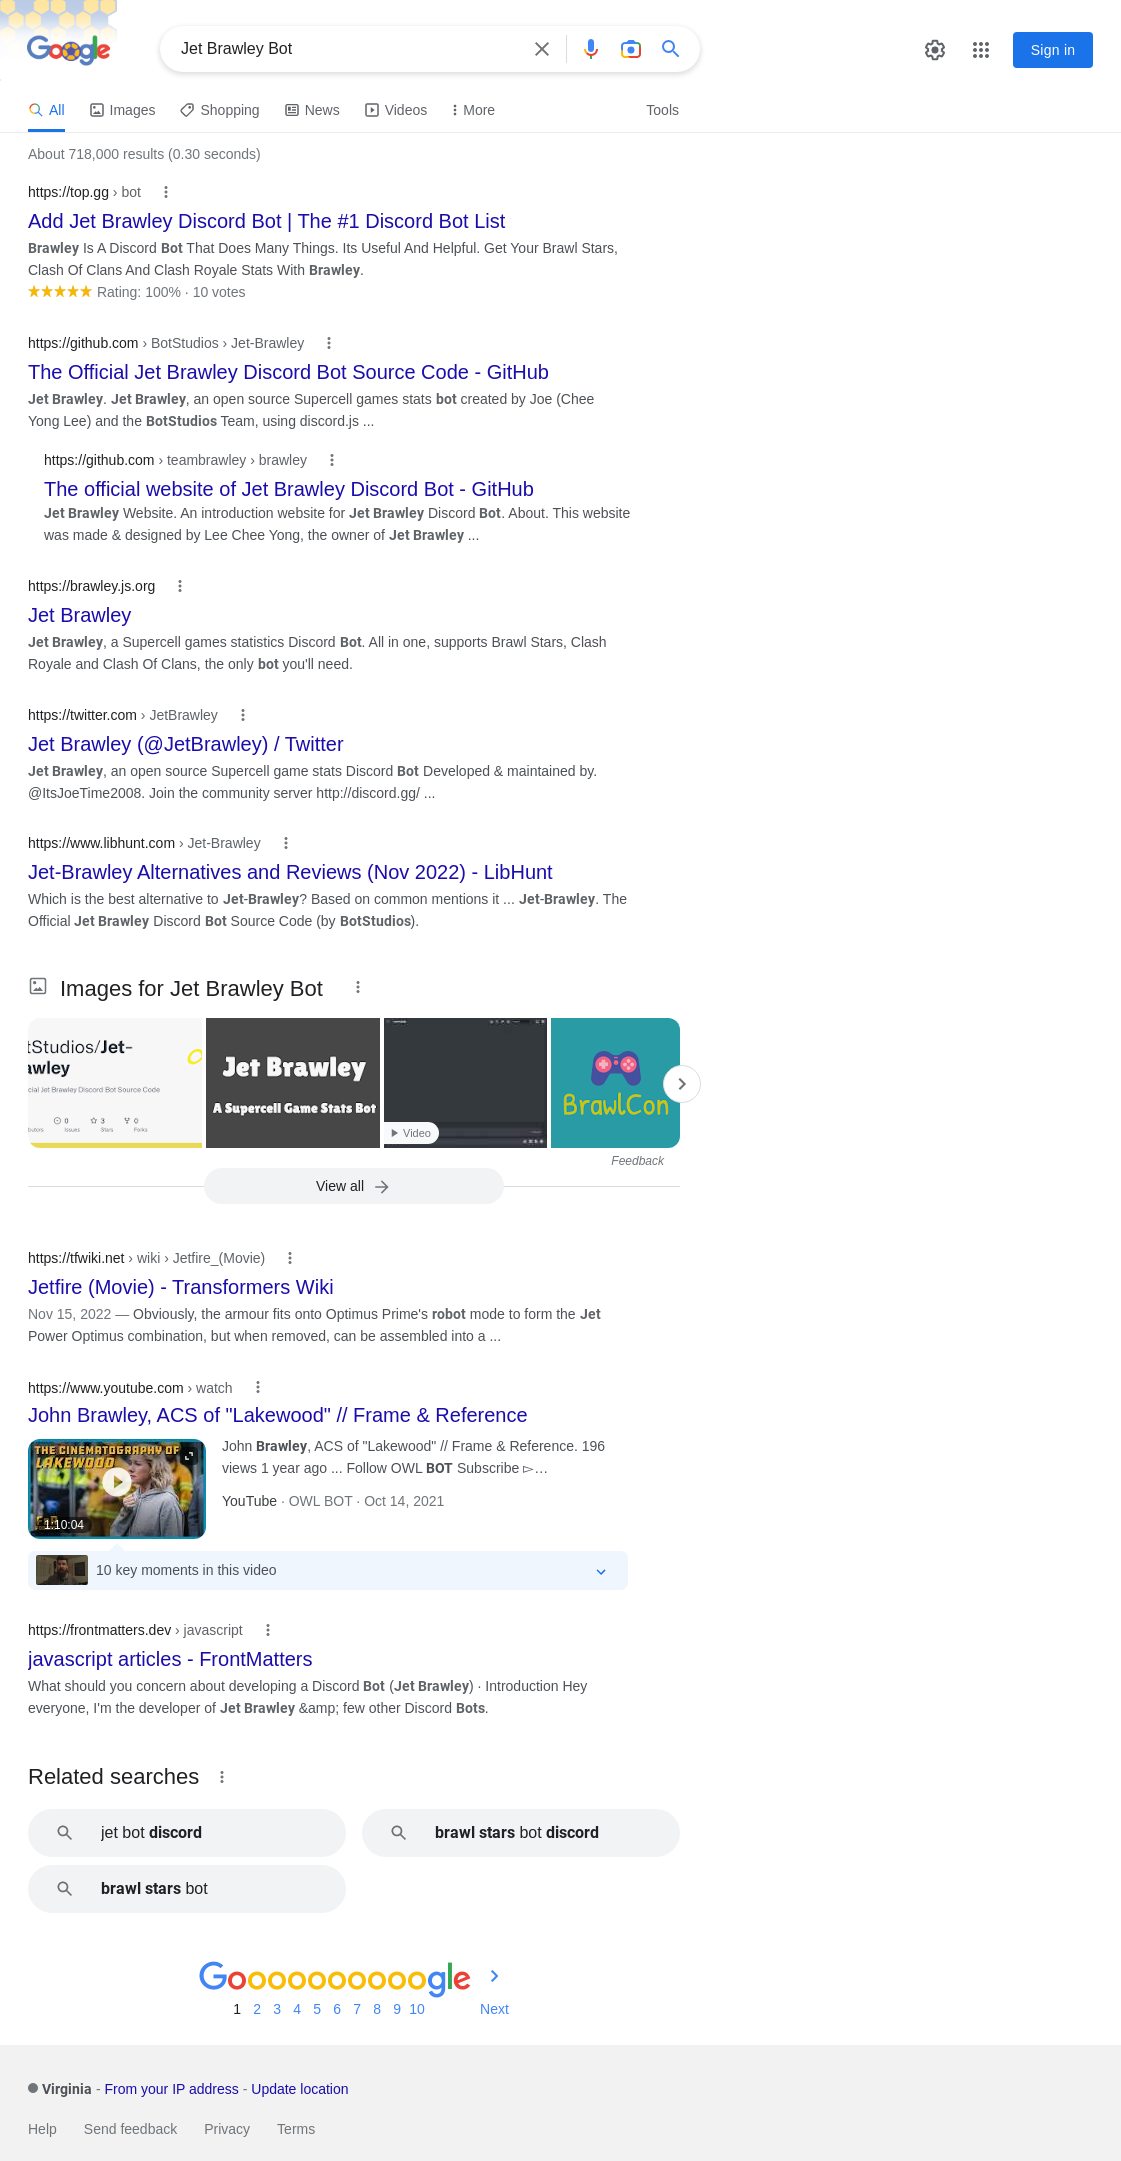 Google
Jet Brawley Bot
Sign in
All Images Shopping News Videos More Tools
About 718,000 results (0.30 seconds)
https://top.gg › bot
Add Jet Brawley Discord Bot | The #1 Discord Bot List
Brawley Is A Discord Bot That Does Many Things. Its Useful And Helpful. Get Your Brawl Stars,
Clash Of Clans And Clash Royale Stats With Brawley.
Rating: 100% · 10 votes
https://github.com › BotStudios › Jet-Brawley
The Official Jet Brawley Discord Bot Source Code - GitHub
Jet Brawley. Jet Brawley, an open source Supercell games stats bot created by Joe (Chee
Yong Lee) and the BotStudios Team, using discord.js ...
https://github.com › teambrawley › brawley
The official website of Jet Brawley Discord Bot - GitHub
Jet Brawley Website. An introduction website for Jet Brawley Discord Bot. About. This website
was made & designed by Lee Chee Yong, the owner of Jet Brawley ...
https://brawley.js.org
Jet Brawley
Jet Brawley, a Supercell games statistics Discord Bot. All in one, supports Brawl Stars, Clash
Royale and Clash Of Clans, the only bot you'll need.
https://twitter.com › JetBrawley
Jet Brawley (@JetBrawley) / Twitter
Jet Brawley, an open source Supercell game stats Discord Bot Developed & maintained by.
@ItsJoeTime2008. Join the community server http://discord.gg/ ...
https://www.libhunt.com › Jet-Brawley
Jet-Brawley Alternatives and Reviews (Nov 2022) - LibHunt
Which is the best alternative to Jet-Brawley? Based on common mentions it ... Jet-Brawley. The
Official Jet Brawley Discord Bot Source Code (by BotStudios).
Images for Jet Brawley Bot
tStudios/Jet-
awley
cial Jet Brawley Discord Bot Source Code
0 3 0
butors Issues Stars Forks
Jet Brawley
A Supercell Game Stats Bot
Video
BrawlCon
Feedback
View all
https://tfwiki.net › wiki › Jetfire_(Movie)
Jetfire (Movie) - Transformers Wiki
Nov 15, 2022 — Obviously, the armour fits onto Optimus Prime's robot mode to form the Jet
Power Optimus combination, but when removed, can be assembled into a ...
https://www.youtube.com › watch
John Brawley, ACS of "Lakewood" // Frame & Reference
THE CINEMATOGRAPHY OF
LAKEWOOD
1:10:04
John Brawley, ACS of "Lakewood" // Frame & Reference. 196
views 1 year ago ... Follow OWL BOT Subscribe ▻…
YouTube · OWL BOT · Oct 14, 2021
10 key moments in this video
https://frontmatters.dev › javascript
javascript articles - FrontMatters
What should you concern about developing a Discord Bot (Jet Brawley) · Introduction Hey
everyone, I'm the developer of Jet Brawley &amp; few other Discord Bots.
Related searches
jet bot discord
brawl stars bot discord
brawl stars bot
Goooooooooogle
1 2 3 4 5 6 7 8 9 10 Next
Virginia - From your IP address - Update location
Help Send feedback Privacy Terms